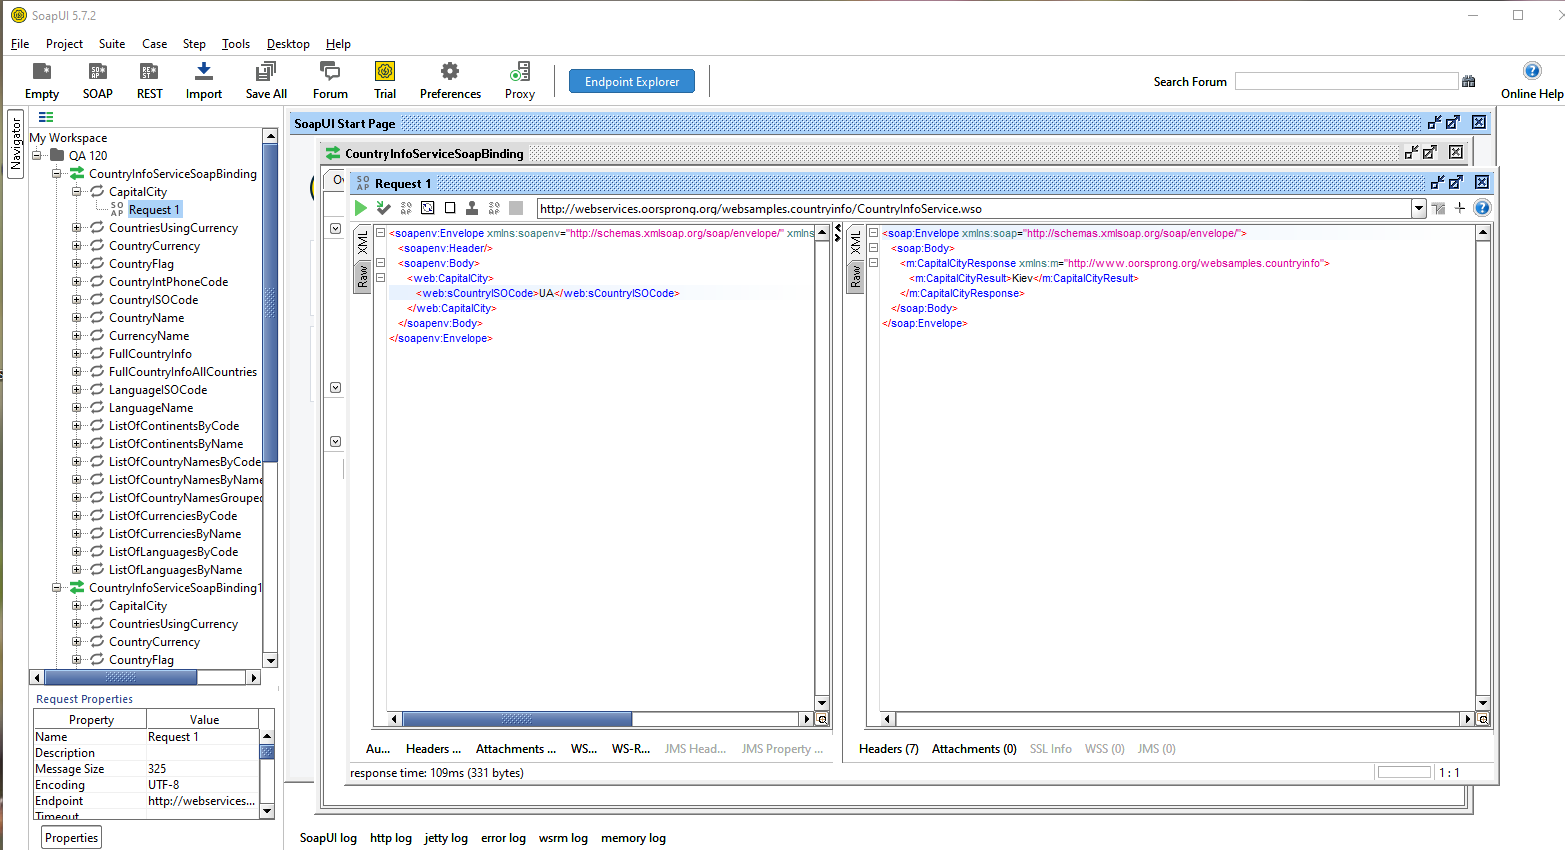 SoapUI 5.7.2
File Project Suite Case Step Tools Desktop Help
Empty SOAP REST Import Save All Forum Trial Preferences Proxy Endpoint Explorer Search Forum Online Help
Navigator
My Workspace
QA 120
CountryInfoServiceSoapBinding
CapitalCity
SO AP Request 1
CountriesUsingCurrency
CountryCurrency
CountryFlag
CountryIntPhoneCode
CountryISOCode
CountryName
CurrencyName
FullCountryInfo
FullCountryInfoAllCountries
LanguageISOCode
LanguageName
ListOfContinentsByCode
ListOfContinentsByName
ListOfCountryNamesByCode
ListOfCountryNamesByName
ListOfCountryNamesGrouped
ListOfCurrenciesByCode
ListOfCurrenciesByName
ListOfLanguagesByCode
ListOfLanguagesByName
CountryInfoServiceSoapBinding1
CapitalCity
CountriesUsingCurrency
CountryCurrency
CountryFlag
Request Properties
Property Value
Name Request 1
Description
Message Size 325
Encoding UTF-8
Endpoint http://webservices...
Timeout
Properties
SoapUI Start Page
CountryInfoServiceSoapBinding
Ov
SO AP Request 1
http://webservices.oorsprong.org/websamples.countryinfo/CountryInfoService.wso
XML
Raw
<soapenv:Envelope xmlns:soapenv="http://schemas.xmlsoap.org/soap/envelope/" xmlns
<soapenv:Header/>
<soapenv:Body>
<web:CapitalCity>
<web:sCountryISOCode>UA</web:sCountryISOCode>
</web:CapitalCity>
</soapenv:Body>
</soapenv:Envelope>
XML
Raw
<soap:Envelope xmlns:soap="http://schemas.xmlsoap.org/soap/envelope/">
<soap:Body>
<m:CapitalCityResponse xmlns:m="http://www.oorsprong.org/websamples.countryinfo">
<m:CapitalCityResult>Kiev</m:CapitalCityResult>
</m:CapitalCityResponse>
</soap:Body>
</soap:Envelope>
Au... Headers ... Attachments ... WS... WS-R... JMS Head... JMS Property ...
Headers (7) Attachments (0) SSL Info WSS (0) JMS (0)
response time: 109ms (331 bytes)
1 : 1
SoapUI log http log jetty log error log wsrm log memory log